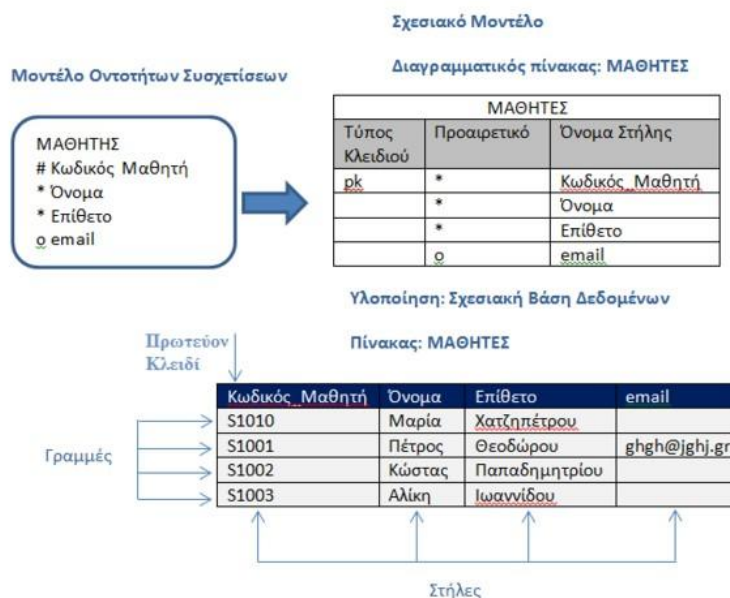 Σχεσιακό Μοντέλο
Μοντέλο Οντοτήτων Συσχετίσεων
Διαγραμματικός πίνακας: ΜΑΘΗΤΕΣ
ΜΑΘΗΤΗΣ
# Κωδικός Μαθητή
* Όνομα
* Επίθετο
ο email
ΜΑΘΗΤΕΣ
Τύπος Κλειδιού Προαιρετικό Όνομα Στήλης
pk * Κωδικός_Μαθητή
* Όνομα
* Επίθετο
ο email
Υλοποίηση: Σχεσιακή Βάση Δεδομένων
Πίνακας: ΜΑΘΗΤΕΣ
Πρωτεύον
Κλειδί
Κωδικός_Μαθητή Όνομα Επίθετο email
S1010 Μαρία Χατζηπέτρου
S1001 Πέτρος Θεοδώρου ghgh@jghj.gr
S1002 Κώστας Παπαδημητρίου
S1003 Αλίκη Ιωαννίδου
Γραμμές
Στήλες